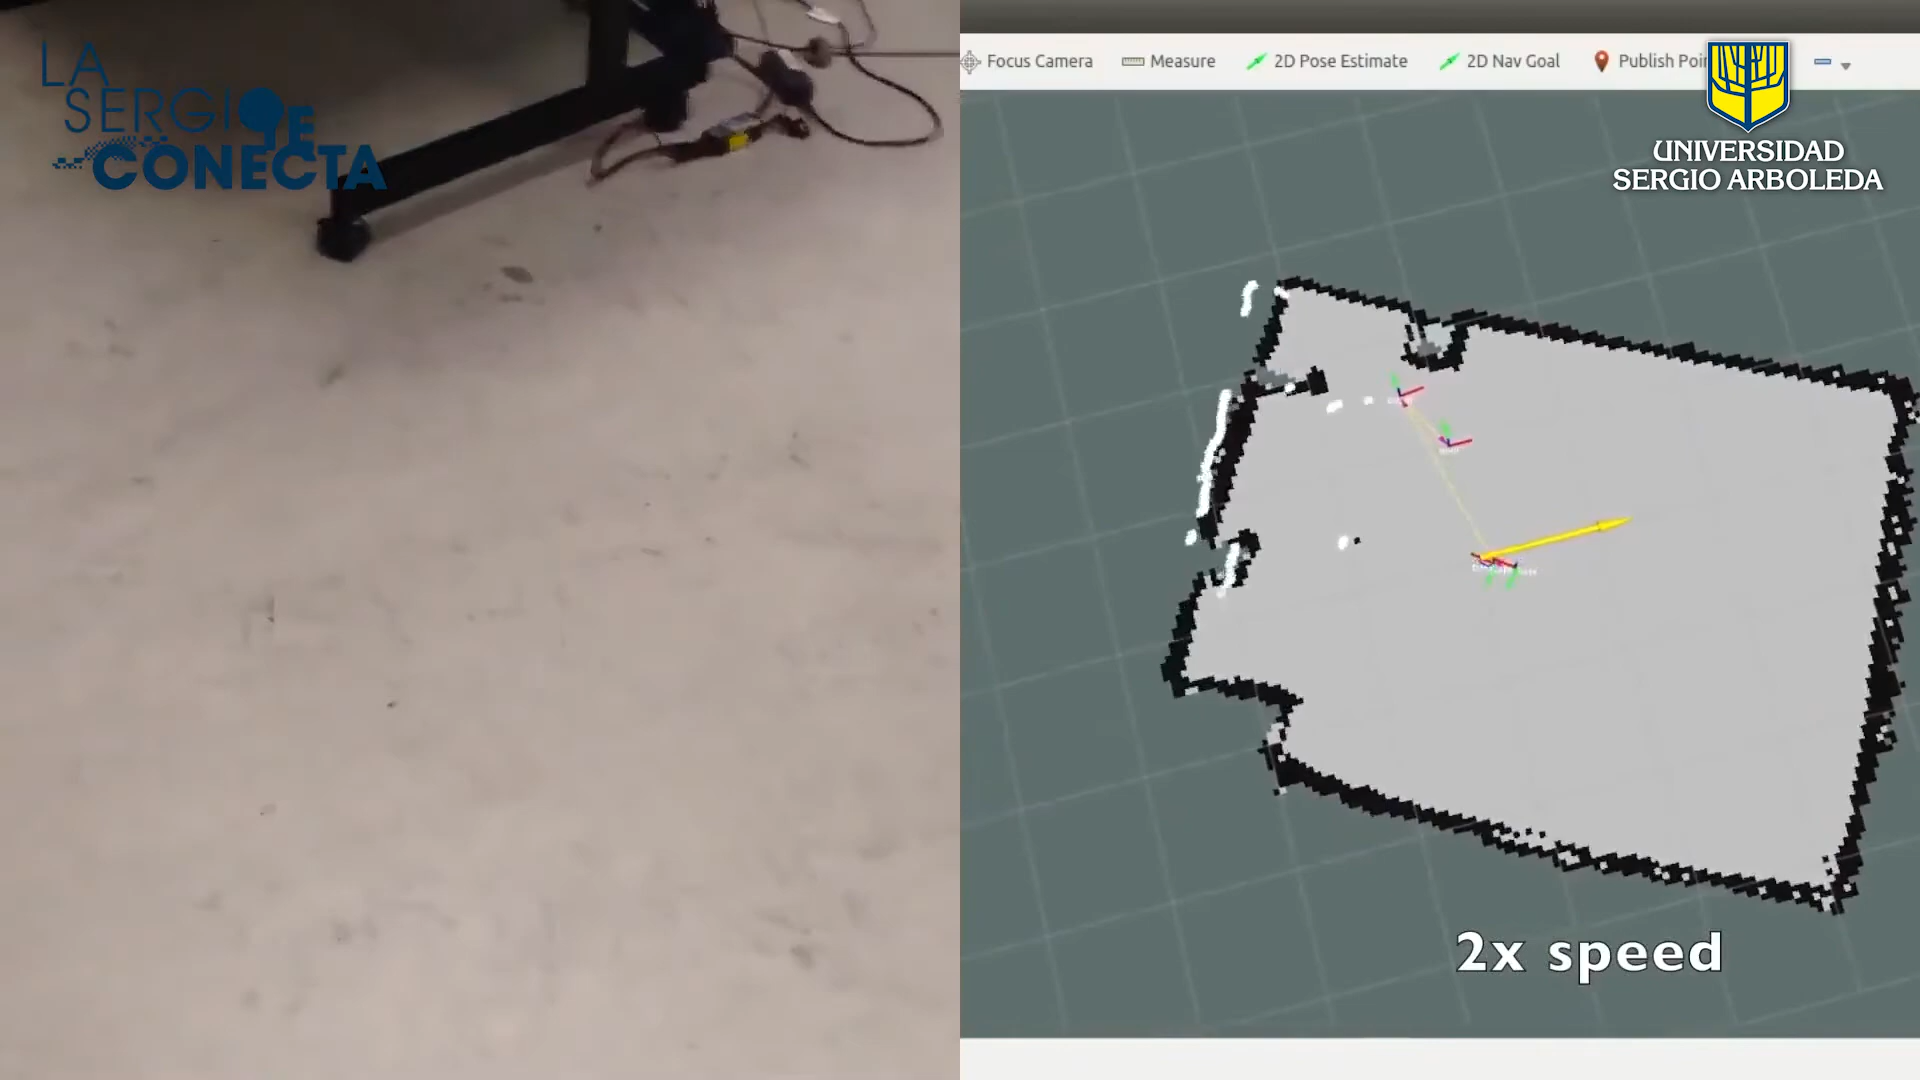 LA
SERGIO SE
CONECTA
Focus Camera
Measure
2D Pose Estimate
2D Nav Goal
Publish Poi
UNIVERSIDAD
SERGIO ARBOLEDA
2x speed